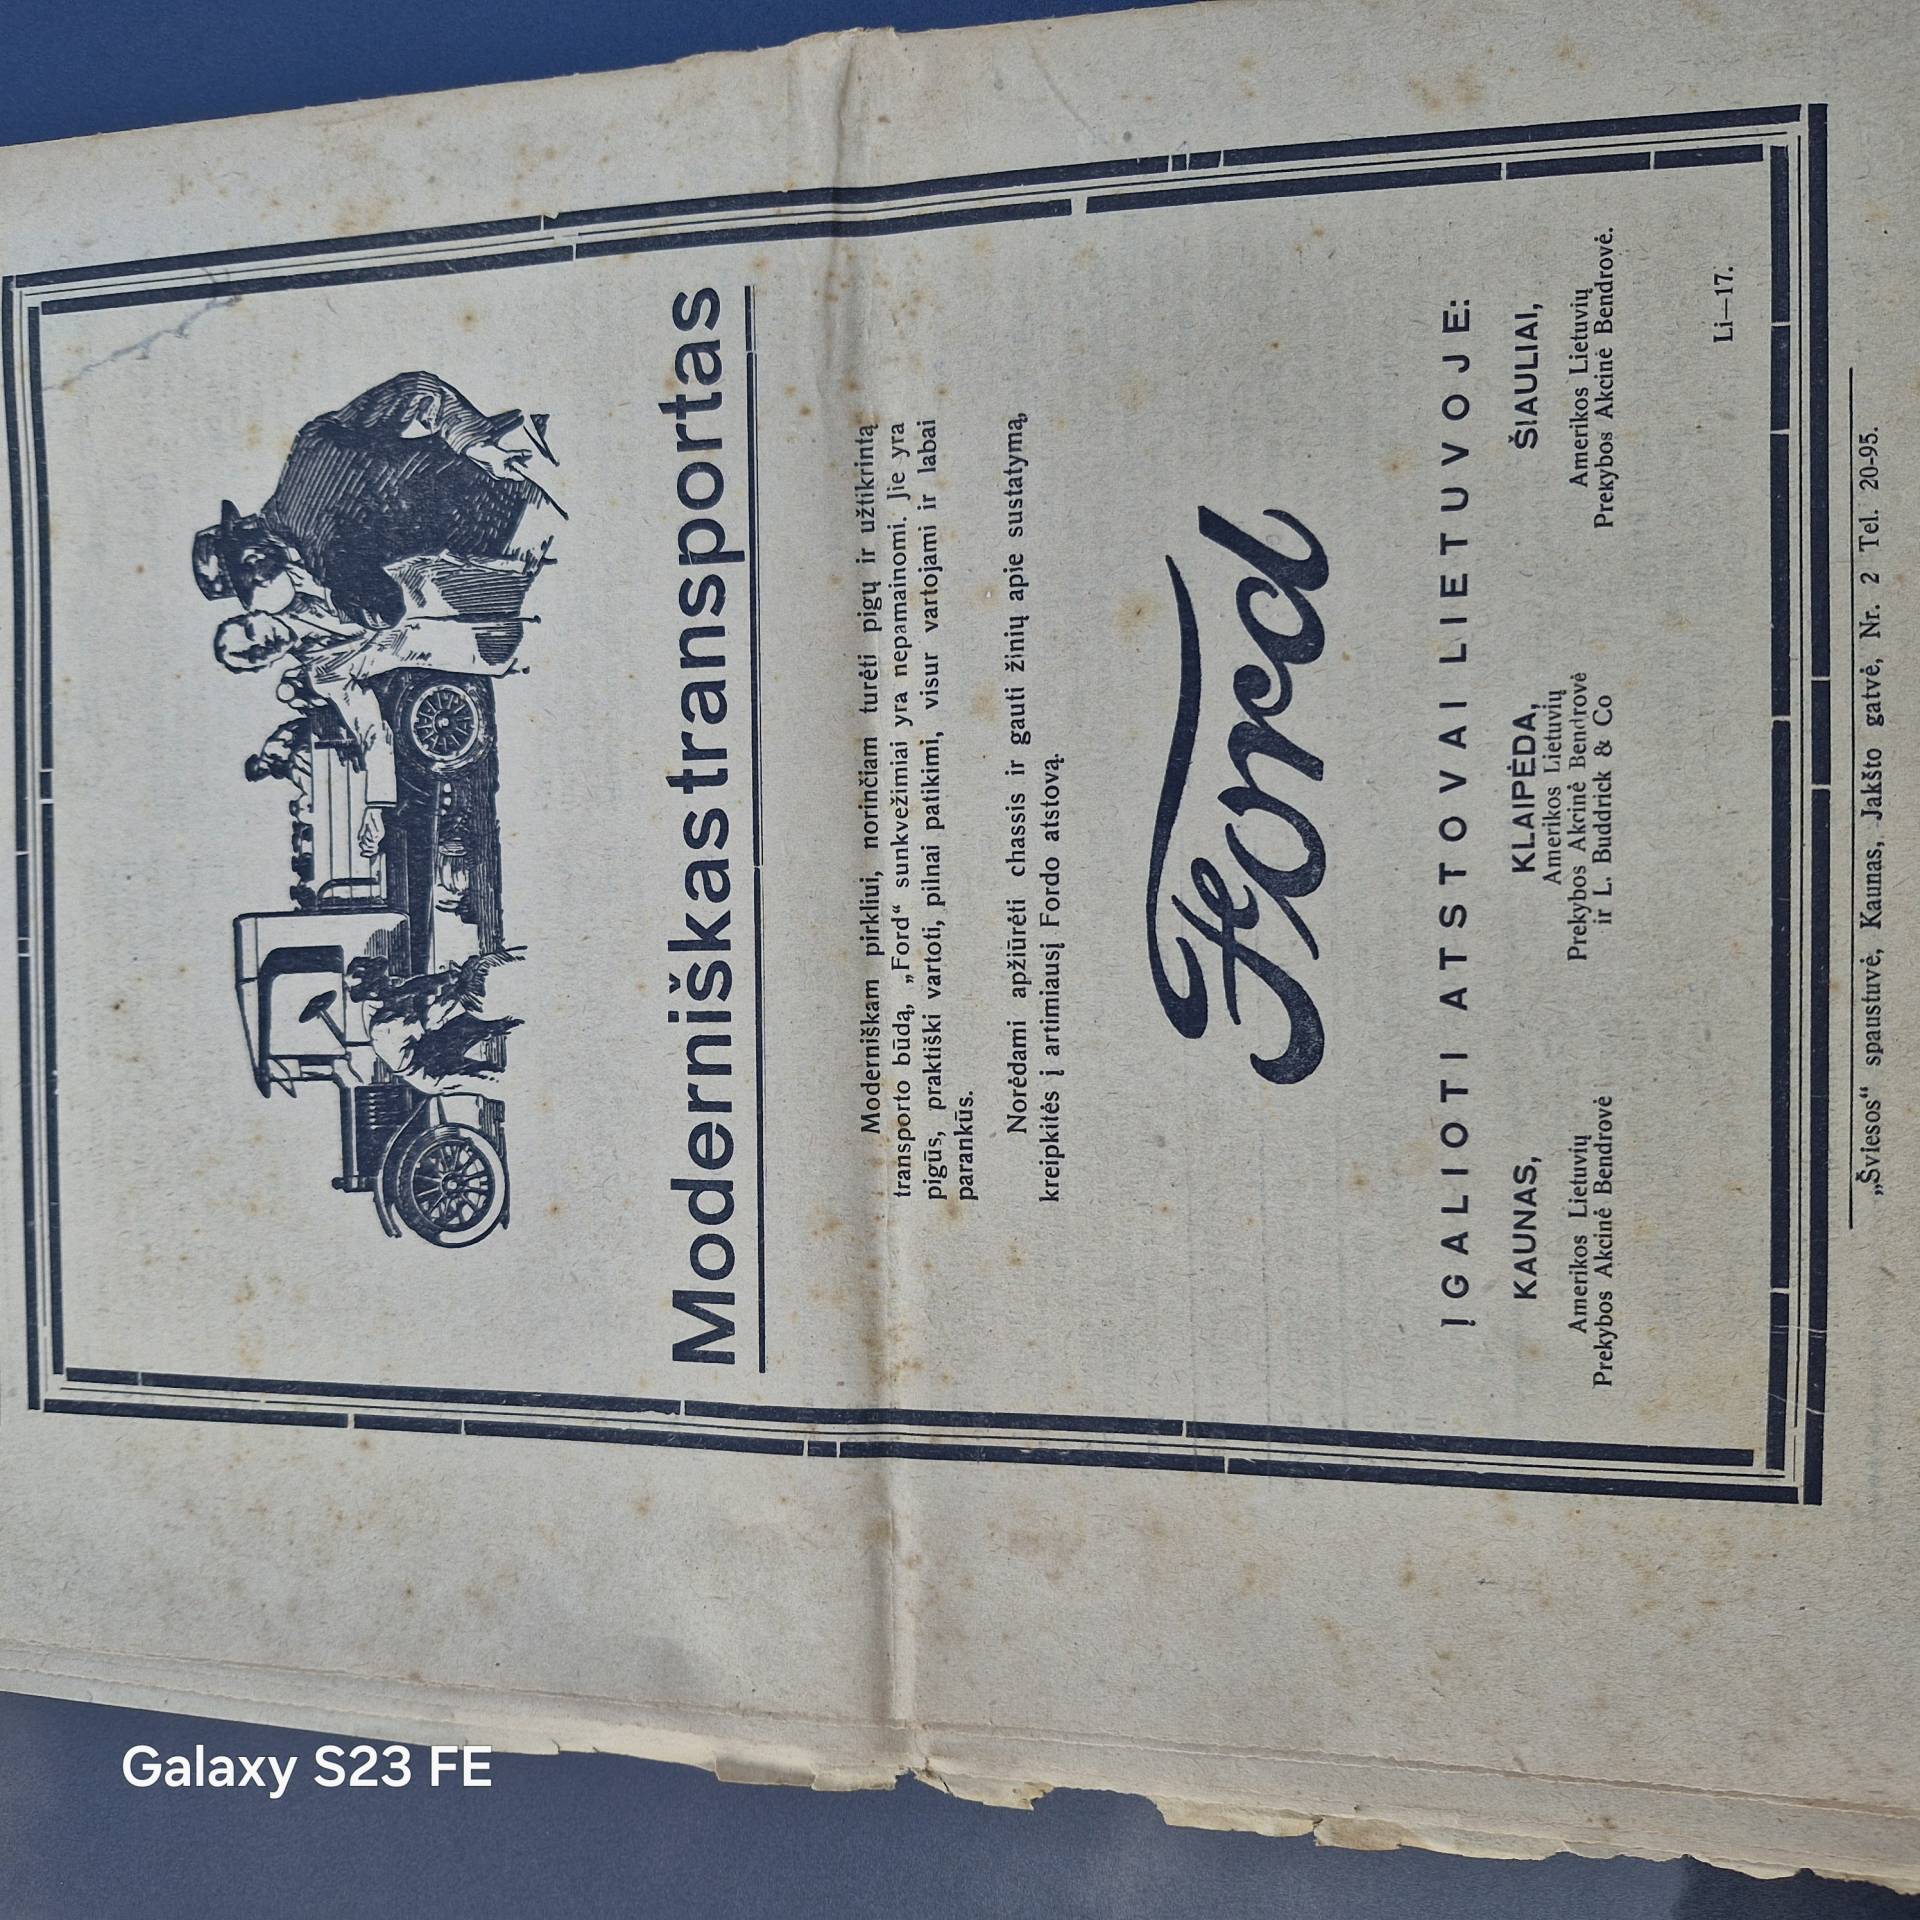 Moderniškas transportas
Moderniškam pirkliui, norinčiam turėti pigų ir užtikrintą
transporto būdą, „Ford“ sunkvežimiai yra nepamainomi. Jie yra
pigūs, praktiški vartoti, pilnai patikimi, visur vartojami ir labai
parankūs.
Norėdami apžiūrėti chassis ir gauti žinių apie sustatymą,
kreipkitės į artimiausį Fordo atstovą.
Ford
ĮGALIOTI ATSTOVAI LIETUVOJE:
KAUNAS,
Amerikos Lietuvių
Prekybos Akcinė Bendrovė
KLAIPĖDA,
Amerikos Lietuvių
Prekybos Akcinė Bendrovė
ir L. Buddrick & Co
ŠIAULIAI,
Amerikos Lietuvių
Prekybos Akcinė Bendrovė.
Li—17.
„Šviesos“ spaustuvė, Kaunas, Jakšto gatvė, Nr. 2 Tel. 20-95.
Galaxy S23 FE